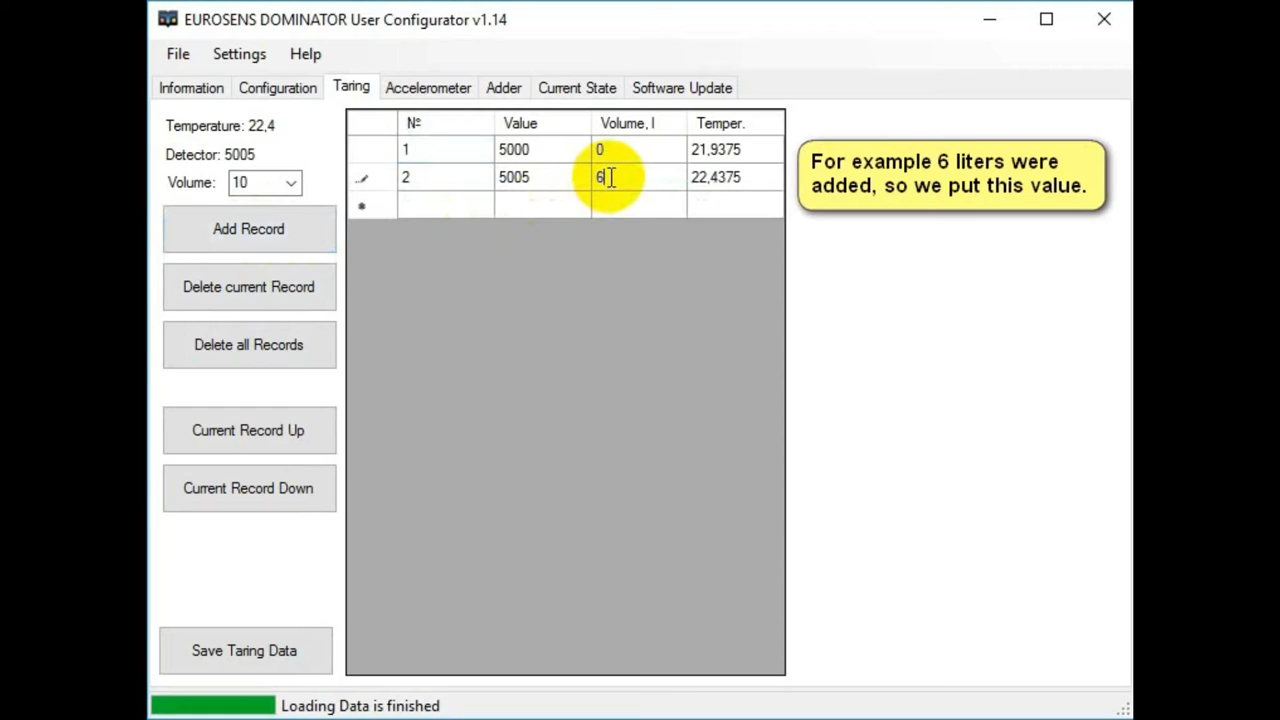 EUROSENS DOMINATOR User Configurator v1.14
File Settings Help
Information Configuration Taring Accelerometer Adder Current State Software Update
Temperature: 22,4
Detector: 5005
Volume: 10
Add Record
Delete current Record
Delete all Records
Current Record Up
Current Record Down
Save Taring Data
№ Value Volume, l Temper.
1 5000 0 21,9375
2 5005 6 22,4375
For example 6 liters were
added, so we put this value.
Loading Data is finished